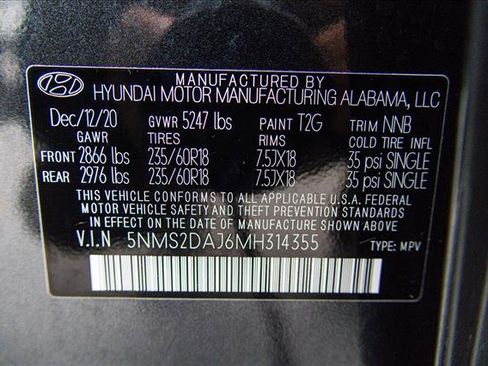 MANUFACTURED BY
HYUNDAI MOTOR MANUFACTURING ALABAMA, LLC
Dec/12/20 GVWR 5247 lbs PAINT T2G TRIM NNB
GAWR TIRES RIMS COLD TIRE INFL
FRONT 2866 lbs 235/60R18 7.5JX18 35 psi SINGLE
REAR 2976 lbs 235/60R18 7.5JX18 35 psi SINGLE
THIS VEHICLE CONFORMS TO ALL APPLICABLE U.S.A. FEDERAL
MOTOR VEHICLE SAFETY AND THEFT PREVENTION STANDARDS
IN EFFECT ON THE DATE OF MANUFACTURE SHOWN ABOVE
V.I.N 5NMS2DAJ6MH314355 TYPE: MPV